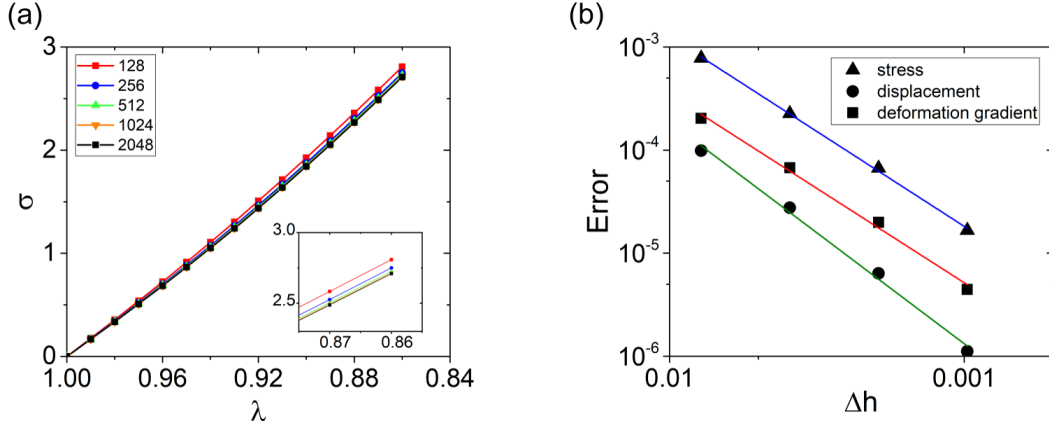 (a)
3
2
1
0
σ
128
256
512
1024
2048
3.0
2.5
0.87 0.86
1.00 0.96 0.92 0.88 0.84
λ
(b)
10⁻³
10⁻⁴
10⁻⁵
10⁻⁶
Error
stress
displacement
deformation gradient
0.01 0.001
Δh